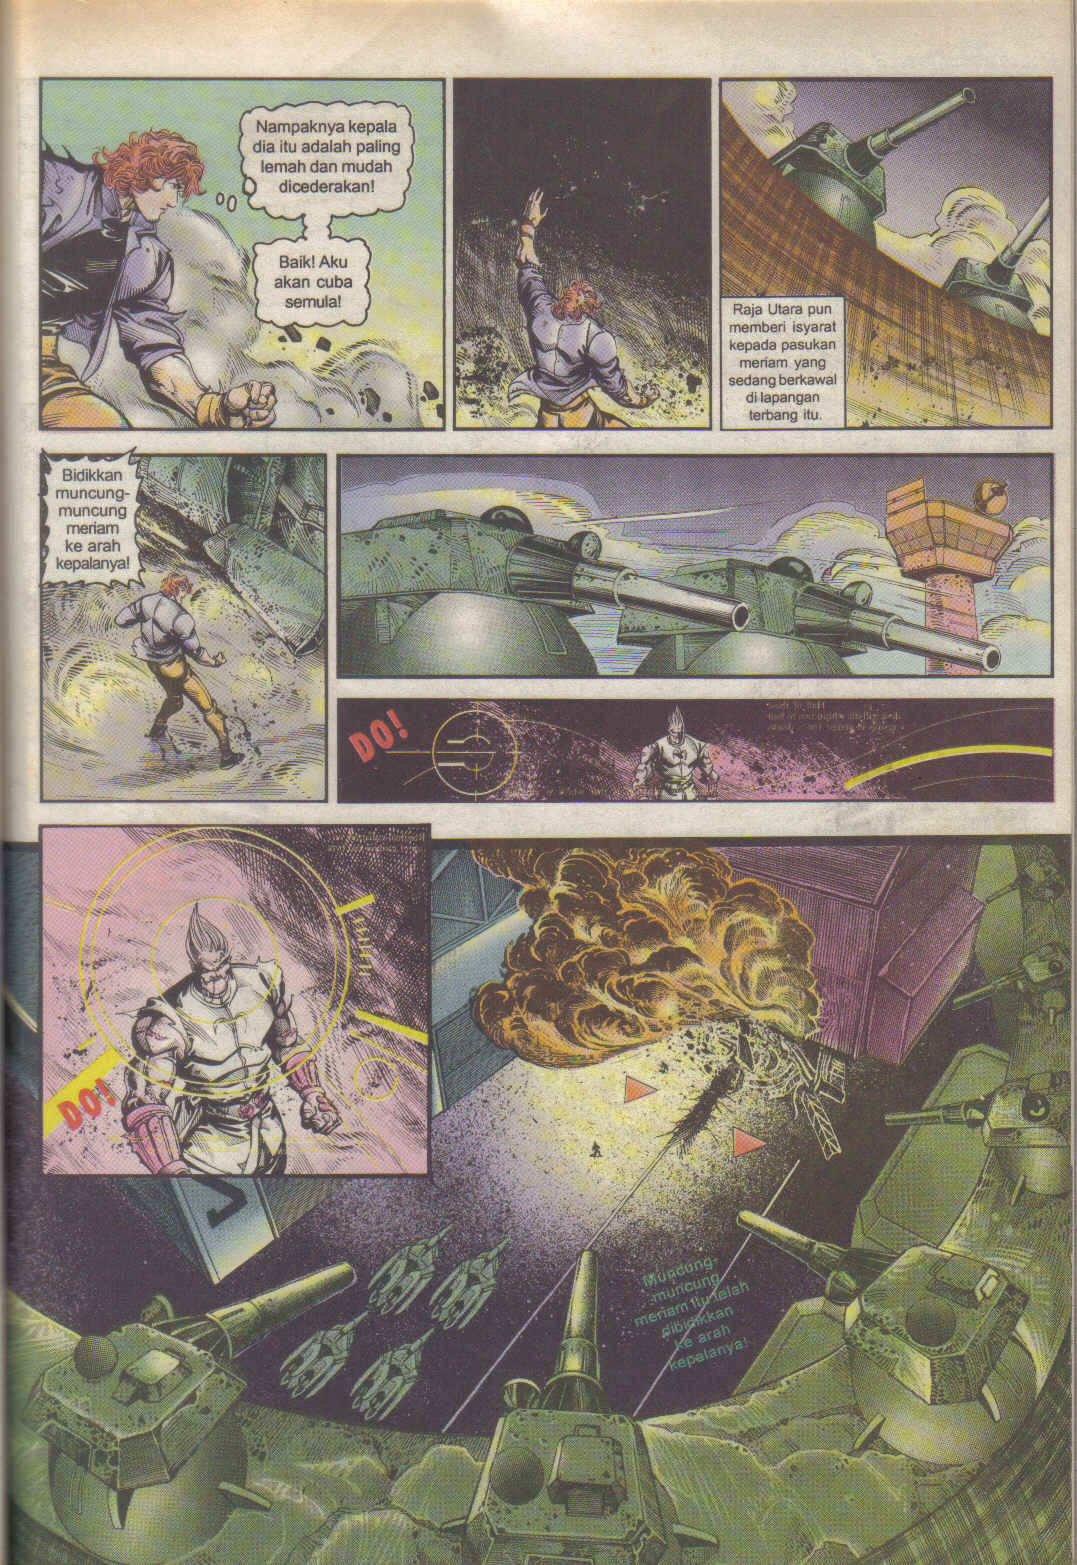 Nampaknya kepala
dia itu adalah paling
lemah dan mudah
dicederakan!
Baik! Aku
akan cuba
semula!
Raja Utara pun
memberi isyarat
kepada pasukan
meriam yang
sedang berkawal
di lapangan
terbang itu.
Bidikkan
muncung-
muncung
meriam
ke arah
kepalanya!
DO!
DO!
Muncung-
muncung
meriam itu telah
dibidikkan
ke arah
kepalanya!